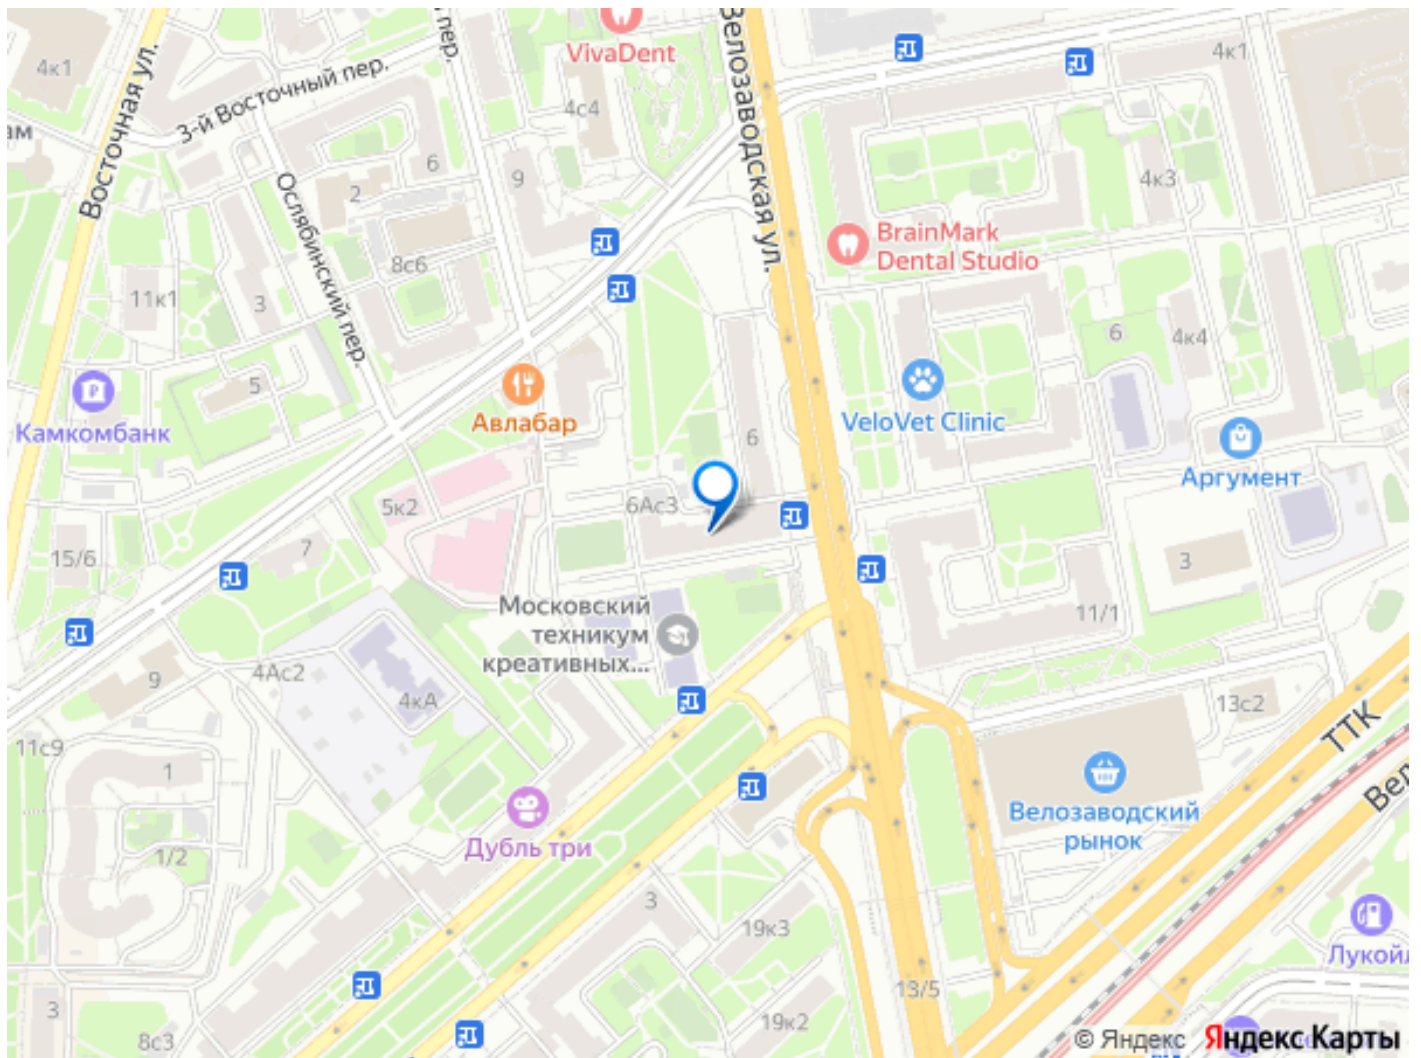 VivaDent
4к1
Восточная ул.
3-й Восточный пер.
пер.
Велозаводская ул.
4к1
ам
4с4
6
2
9
4к3
Ослябинский пер.
BrainMark
Dental Studio
8с6
11к1
3
6
4к4
5
Камкомбанк
Авлабар
VeloVet Clinic
6
Аргумент
5к2
6Ас3
15/6
7
3
Московский
техникум
креативных...
11/1
4Ас2
9
4кА
13с2
ТТК
11с9
1
Вел
Велозаводский
рынок
Дубль три
1/2
3
19к3
Лукойл
13/5
3
19к2
8с3
© Яндекс Яндекс Карты